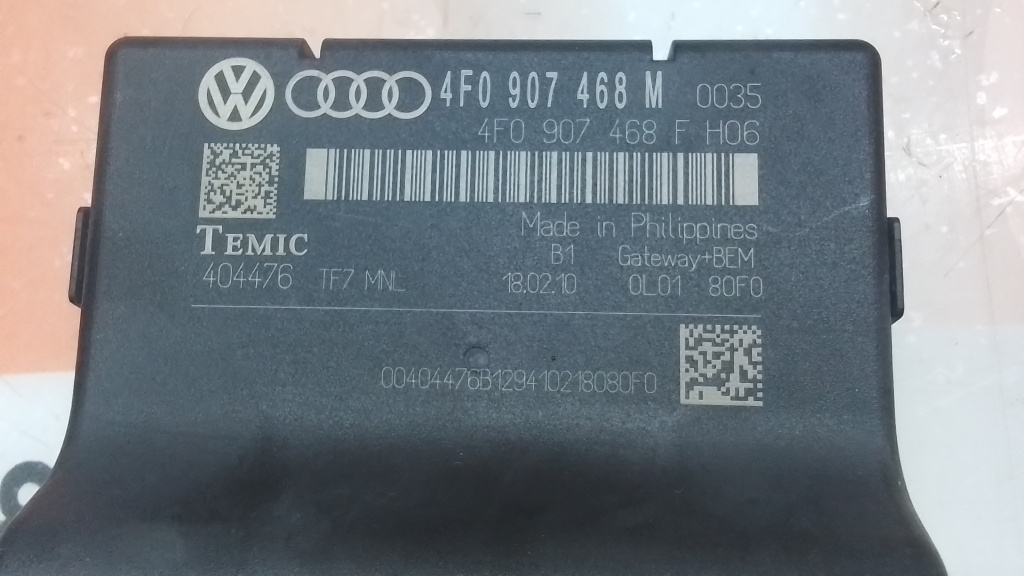 4F0 907 468 M 0035
4F0 907 468 F H06
Made in Philippines
TEMIC B1 Gateway+BEM
404476 TF7 MNL 18.02.10 0L01 80F0
00404476B129410218080F0